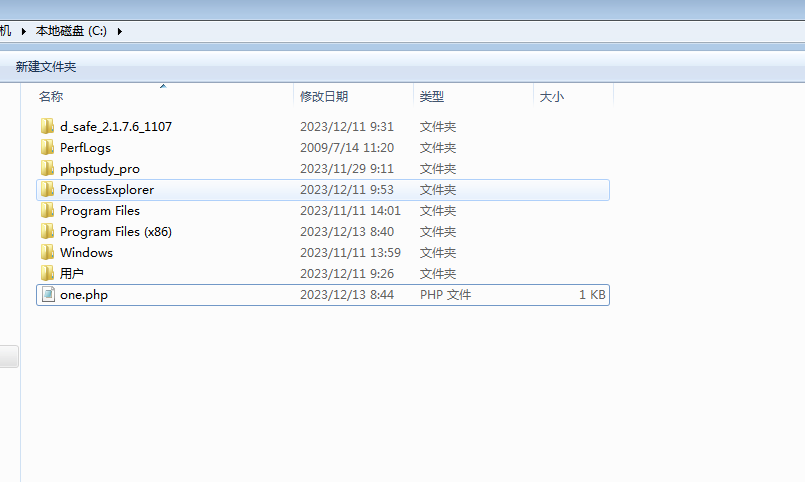 机 ▸ 本地磁盘 (C:) ▸
新建文件夹
名称 修改日期 类型 大小
d_safe_2.1.7.6_1107 2023/12/11 9:31 文件夹
PerfLogs 2009/7/14 11:20 文件夹
phpstudy_pro 2023/11/29 9:11 文件夹
ProcessExplorer 2023/12/11 9:53 文件夹
Program Files 2023/11/11 14:01 文件夹
Program Files (x86) 2023/12/13 8:40 文件夹
Windows 2023/11/11 13:59 文件夹
用户 2023/12/11 9:26 文件夹
one.php 2023/12/13 8:44 PHP 文件 1 KB